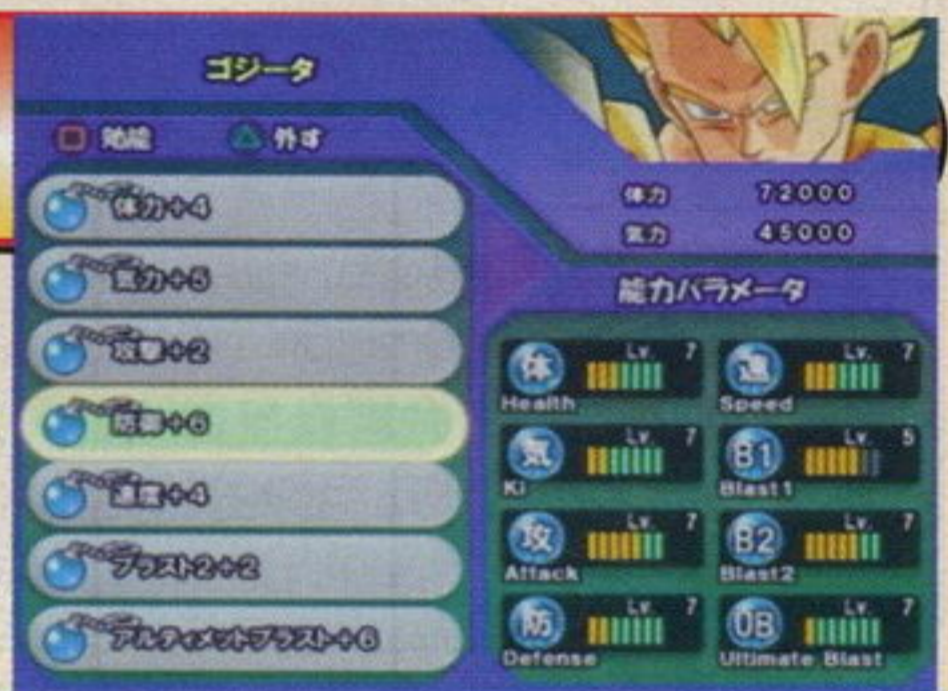 ゴジータ
効能 外す
体力+4
気力+5
攻撃+2
防御+6
速度+4
ブラスト2+2
アルティメットブラスト+6
体力 72000
気力 45000
能力パラメータ
体 Lv. 7 Health
速 Lv. 7 Speed
気 Lv. 7 Ki
B1 Lv. 5 Blast1
攻 Lv. 7 Attack
B2 Lv. 7 Blast2
防 Lv. 7 Defense
UB Lv. 7 Ultimate Blast